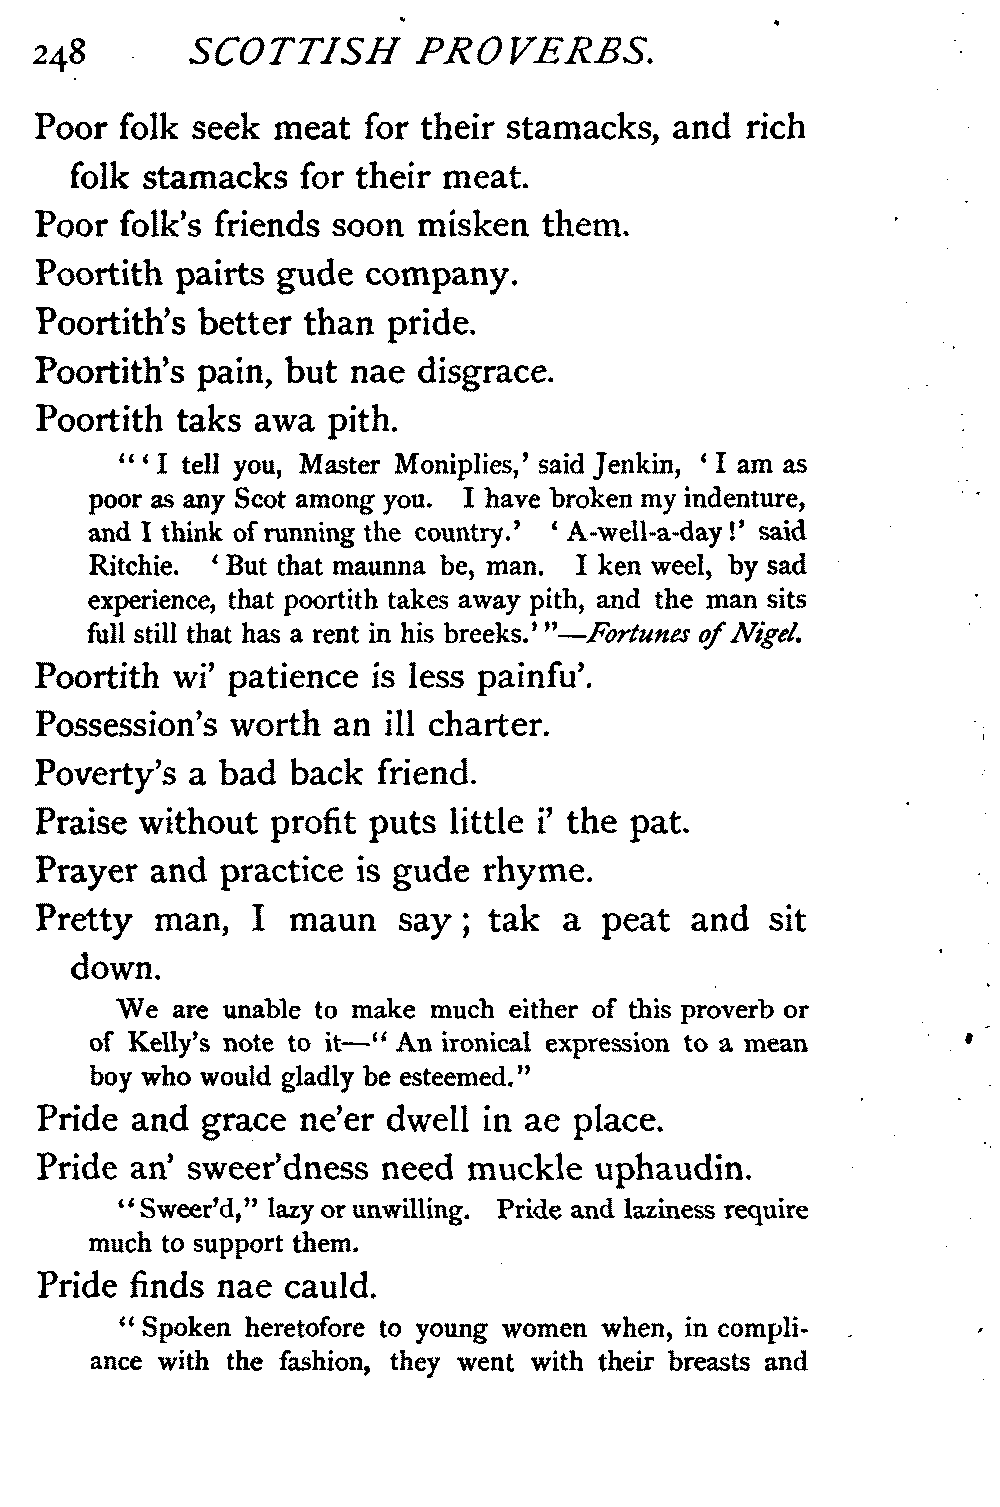 248 SCOTTISH PROVERBS.
Poor folk seek meat for their stamacks, and rich
folk stamacks for their meat.
Poor folk's friends soon misken them.
Poortith pairts gude company.
Poortith's better than pride.
Poortith's pain, but nae disgrace.
Poortith taks awa pith.
"'I tell you, Master Moniplies,' said Jenkin, 'I am as
poor as any Scot among you. I have broken my indenture,
and I think of running the country.' 'A-well-a-day!' said
Ritchie. 'But that maunna be, man. I ken weel, by sad
experience, that poortith takes away pith, and the man sits
full still that has a rent in his breeks.'"—Fortunes of Nigel.
Poortith wi' patience is less painfu'.
Possession's worth an ill charter.
Poverty's a bad back friend.
Praise without profit puts little i' the pat.
Prayer and practice is gude rhyme.
Pretty man, I maun say; tak a peat and sit
down.
We are unable to make much either of this proverb or
of Kelly's note to it—"An ironical expression to a mean
boy who would gladly be esteemed."
Pride and grace ne'er dwell in ae place.
Pride an' sweer'dness need muckle uphaudin.
"Sweer'd," lazy or unwilling. Pride and laziness require
much to support them.
Pride finds nae cauld.
"Spoken heretofore to young women when, in compli-
ance with the fashion, they went with their breasts and